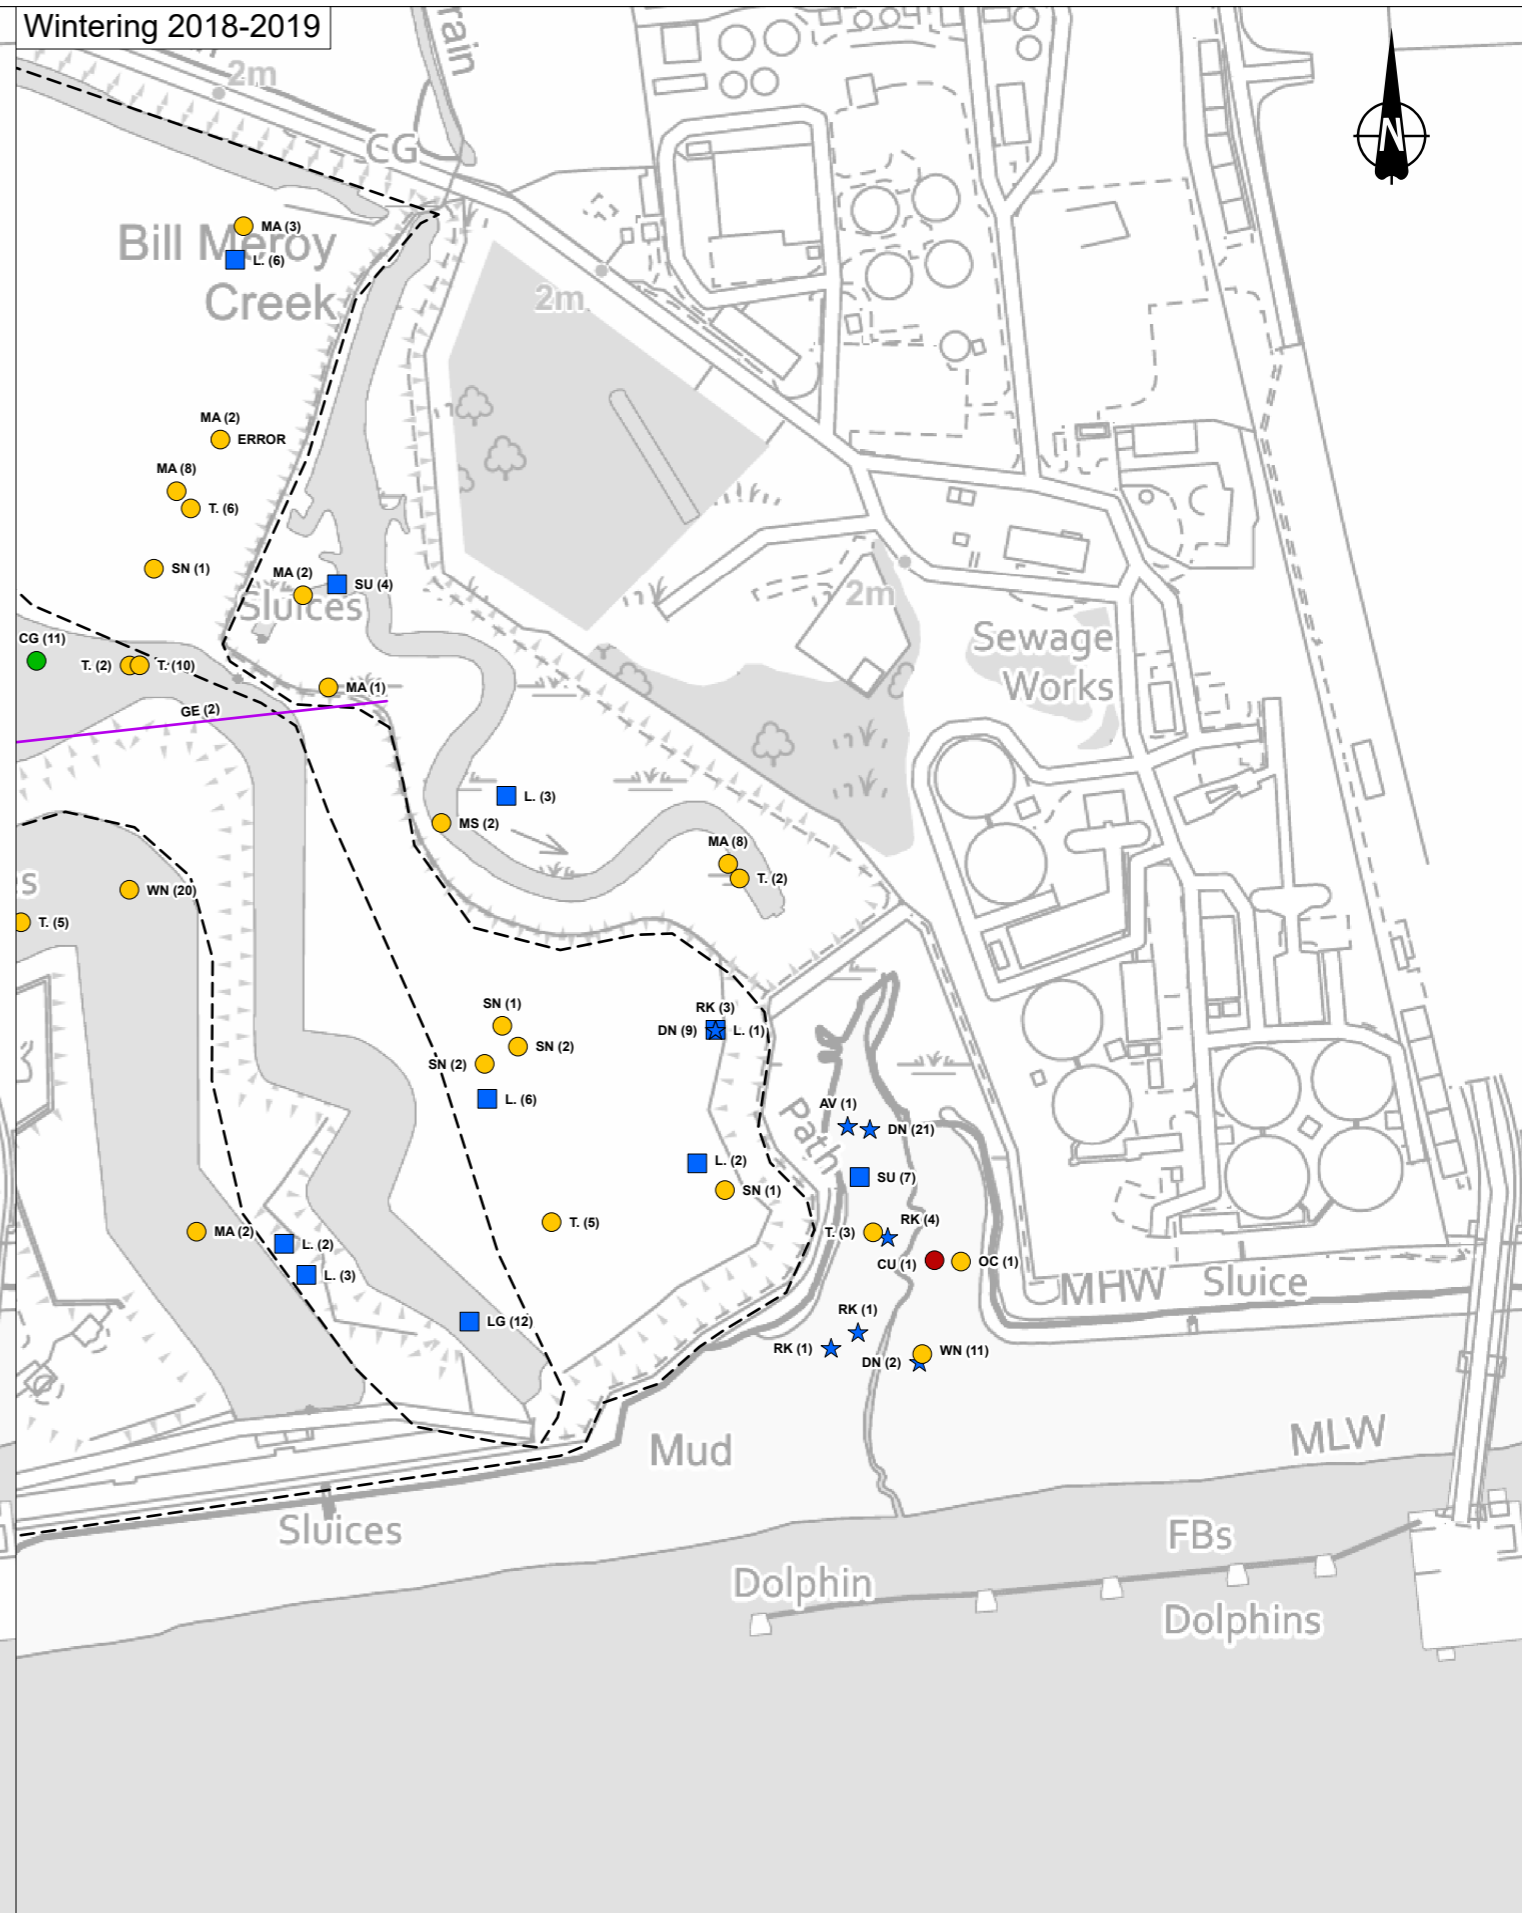 Wintering 2018-2019
rain
2m
CG
N
MA (3)
Bill Meroy
L. (6)
Creek
2m
MA (2)
ERROR
MA (8)
T. (6)
SN (1)
MA (2)
SU (4)
Sluices
2m
CG (11)
T. (2)
T. (10)
Sewage
Works
MA (1)
GE (2)
L. (3)
MS (2)
MA (8)
T. (2)
s
WN (20)
T. (5)
SN (1)
RK (3)
DN (9)
L. (1)
SN (2)
SN (2)
L. (6)
AV (1)
DN (21)
Path
L. (2)
SU (7)
SN (1)
T. (5)
T. (3)
RK (4)
MA (2)
L. (2)
CU (1)
OC (1)
L. (3)
MHW
Sluice
LG (12)
RK (1)
RK (1)
DN (2)
WN (11)
Mud
MLW
Sluices
FBs
Dolphin
Dolphins